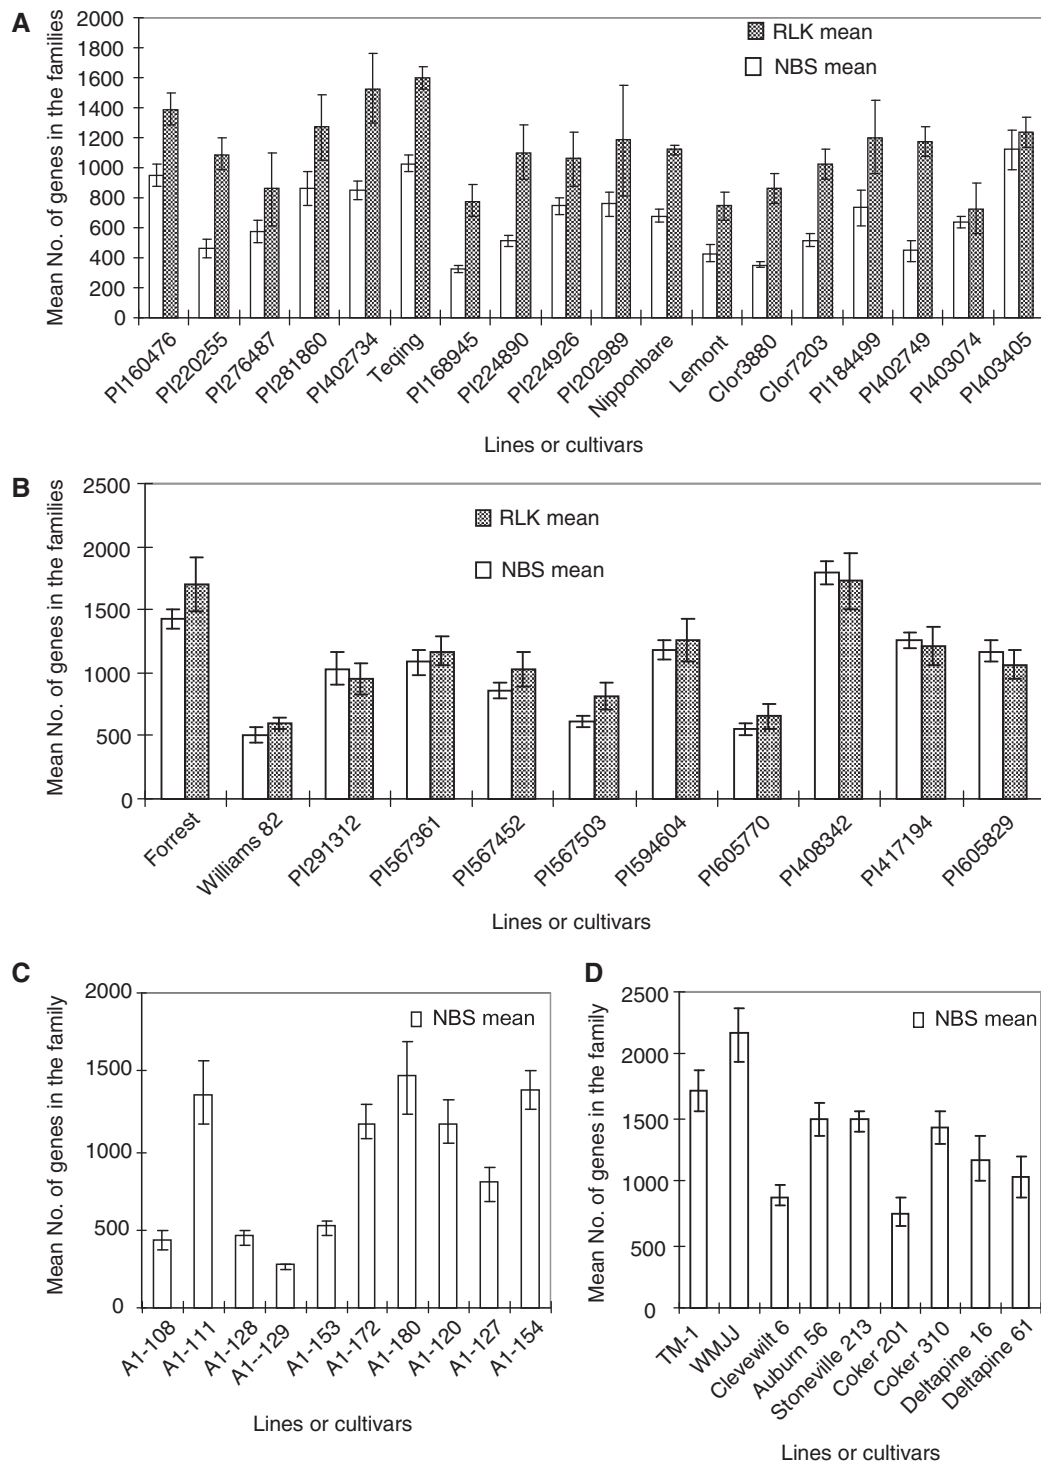 A
Mean No. of genes in the families
2000
1800
1600
1400
1200
1000
800
600
400
200
0
RLK mean
NBS mean
PI160476
PI220255
PI276487
PI281860
PI402734
Teqing
PI168945
PI224890
PI224926
PI202989
Nipponbare
Lemont
Clor3880
Clor7203
PI184499
PI402749
PI403074
PI403405
Lines or cultivars
B
Mean No. of genes in the families
2500
2000
1500
1000
500
0
RLK mean
NBS mean
Forrest
Williams 82
PI291312
PI567361
PI567452
PI567503
PI594604
PI605770
PI408342
PI417194
PI605829
Lines or cultivars
C
Mean No. of genes in the family
2000
1500
1000
500
0
NBS mean
A1-108
A1-111
A1-128
A1--129
A1-153
A1-172
A1-180
A1-120
A1-127
A1-154
Lines or cultivars
D
Mean No. of genes in the family
2500
2000
1500
1000
500
0
NBS mean
TM-1
WMJJ
Clevewilt 6
Auburn 56
Stoneville 213
Coker 201
Coker 310
Deltapine 16
Deltapine 61
Lines or cultivars